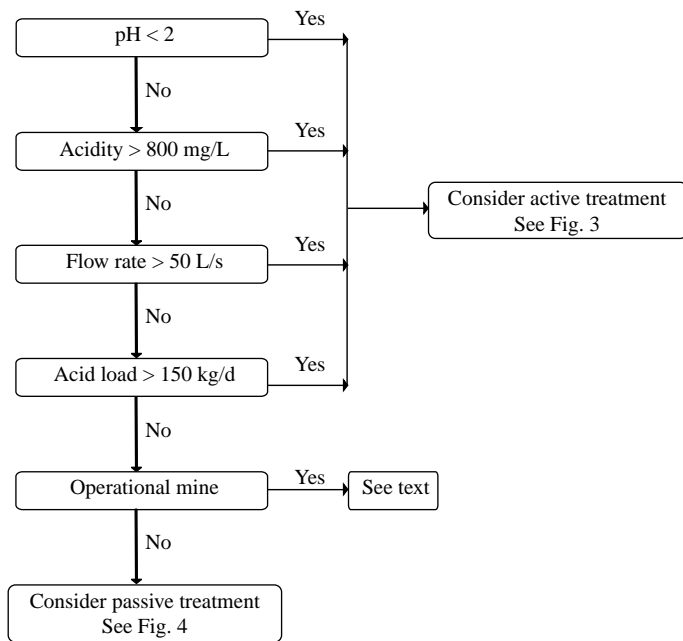 Yes
pH < 2
No
Yes
Acidity > 800 mg/L
Consider active treatment
See Fig. 3
No
Yes
Flow rate > 50 L/s
No
Yes
Acid load > 150 kg/d
No
Yes
Operational mine
See text
No
Consider passive treatment
See Fig. 4